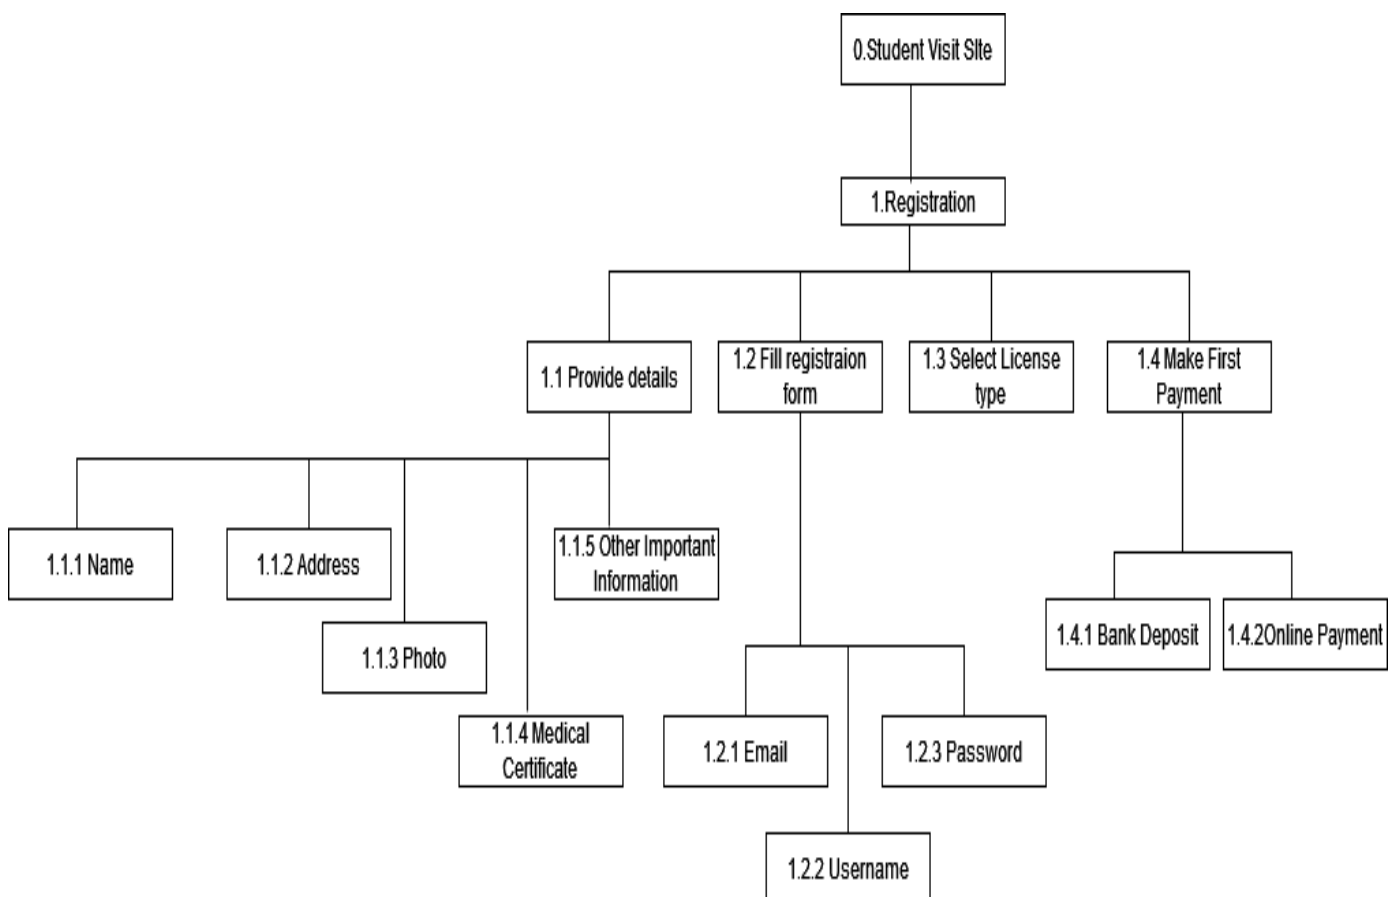 0.Student Visit SIte
1.Registration
1.1 Provide details
1.2 Fill registraion
form
1.3 Select License
type
1.4 Make First
Payment
1.1.1 Name
1.1.2 Address
1.1.3 Photo
1.1.4 Medical
Certificate
1.1.5 Other Important
Information
1.2.1 Email
1.2.2 Username
1.2.3 Password
1.4.1 Bank Deposit
1.4.2Online Payment